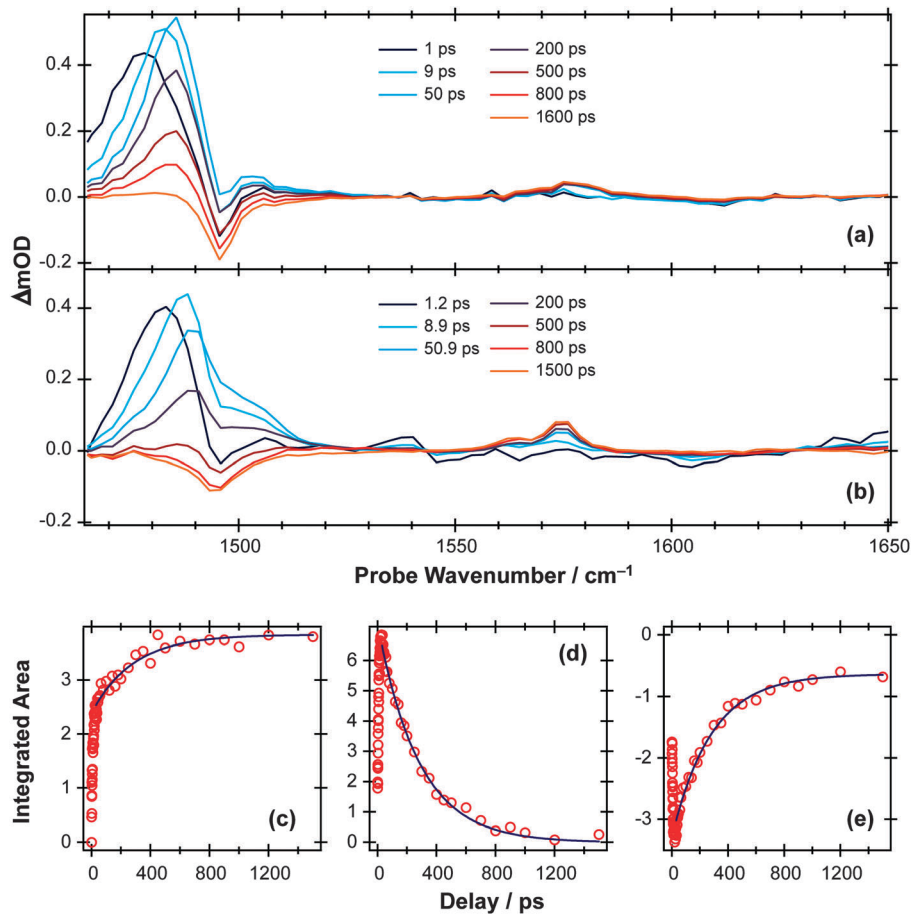 0.4
0.2
0.0
-0.2
1 ps
9 ps
50 ps
200 ps
500 ps
800 ps
1600 ps
(a)
ΔmOD
0.4
0.2
0.0
-0.2
1.2 ps
8.9 ps
50.9 ps
200 ps
500 ps
800 ps
1500 ps
(b)
1500 1550 1600 1650
Probe Wavenumber / cm⁻¹
Integrated Area
3
2
1
0
(c)
0 400 800 1200
6
5
4
3
2
1
0
(d)
0 400 800 1200
-0
-1
-2
-3
(e)
0 400 800 1200
Delay / ps